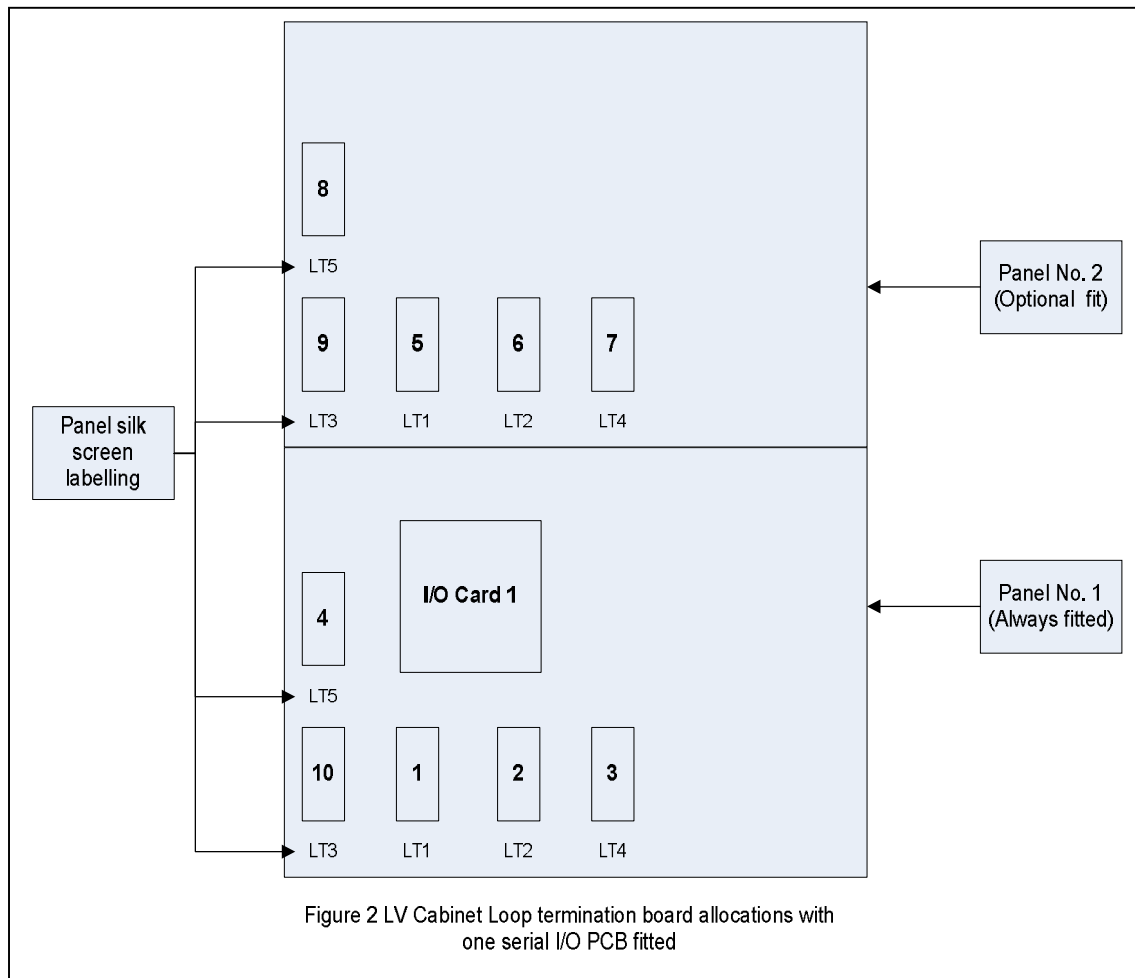 8
LT5
Panel No. 2
(Optional fit)
9
5
6
7
LT3
LT1
LT2
LT4
Panel silk
screen
labelling
I/O Card 1
4
Panel No. 1
(Always fitted)
LT5
10
1
2
3
LT3
LT1
LT2
LT4
Figure 2 LV Cabinet Loop termination board allocations with
one serial I/O PCB fitted